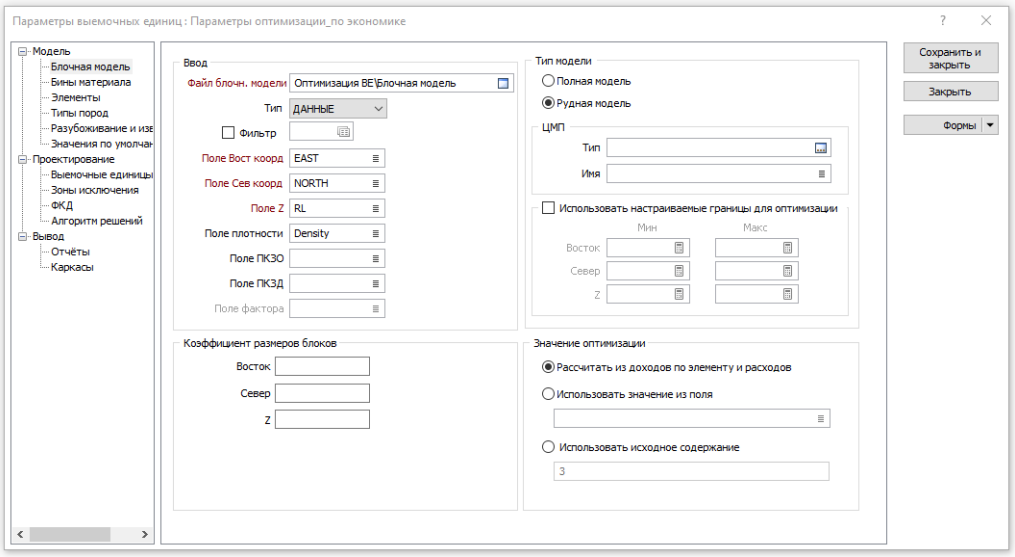 Параметры выемочных единиц : Параметры оптимизации_по экономике
?
Модель
Блочная модель
Бины материала
Элементы
Типы пород
Разубоживание и изв
Значения по умолчан
Проектирование
Выемочные единицы
Зоны исключения
ФКД
Алгоритм решений
Вывод
Отчёты
Каркасы
Ввод
Файл блочн. модели Оптимизация ВЕ\Блочная модель
Тип ДАННЫЕ
Фильтр
Поле Вост коорд EAST
Поле Сев коорд NORTH
Поле Z RL
Поле плотности Density
Поле ПКЗО
Поле ПКЗД
Поле фактора
Коэффициент размеров блоков
Восток
Север
Z
Тип модели
Полная модель
Рудная модель
ЦМП
Тип
Имя
Использовать настраиваемые границы для оптимизации
Мин Макс
Восток
Север
Z
Значение оптимизации
Рассчитать из доходов по элементу и расходов
Использовать значение из поля
Использовать исходное содержание
3
Сохранить и
закрыть
Закрыть
Формы